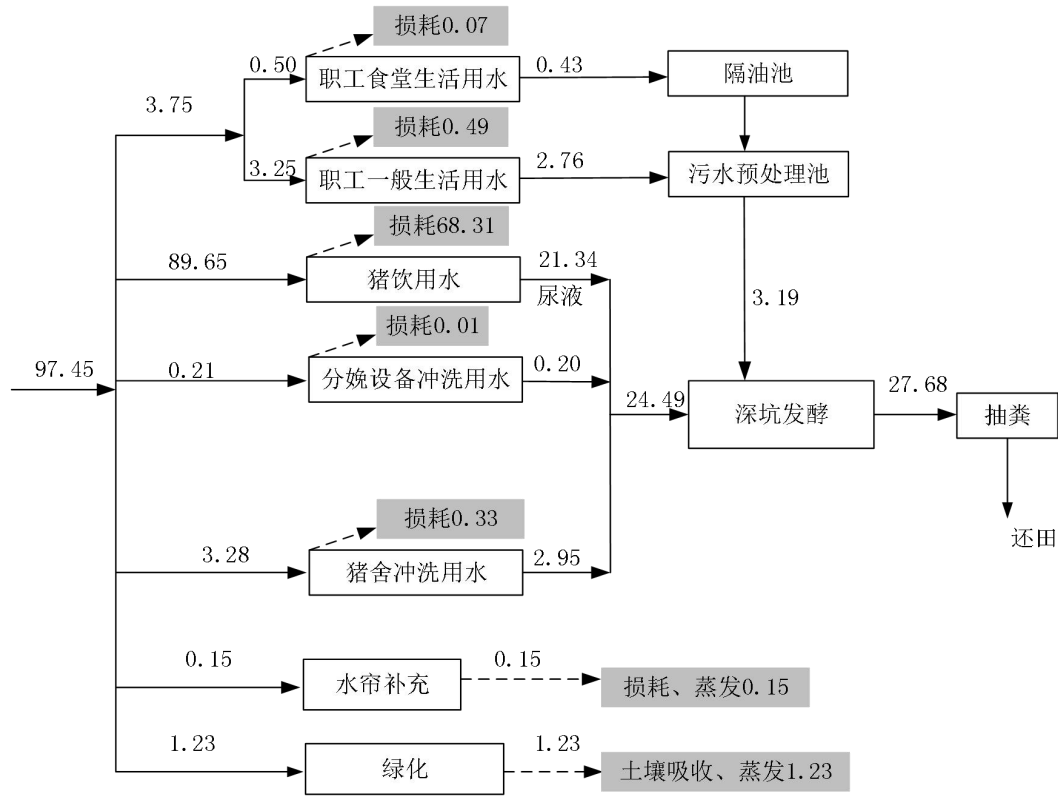 损耗0.07
0.50
职工食堂生活用水
0.43
隔油池
3.75
损耗0.49
3.25
职工一般生活用水
2.76
污水预处理池
损耗68.31
89.65
猪饮用水
21.34
尿液
3.19
损耗0.01
97.45
0.21
分娩设备冲洗用水
0.20
24.49
深坑发酵
27.68
抽粪
还田
损耗0.33
3.28
猪舍冲洗用水
2.95
0.15
水帘补充
0.15
损耗、蒸发0.15
1.23
绿化
1.23
土壤吸收、蒸发1.23